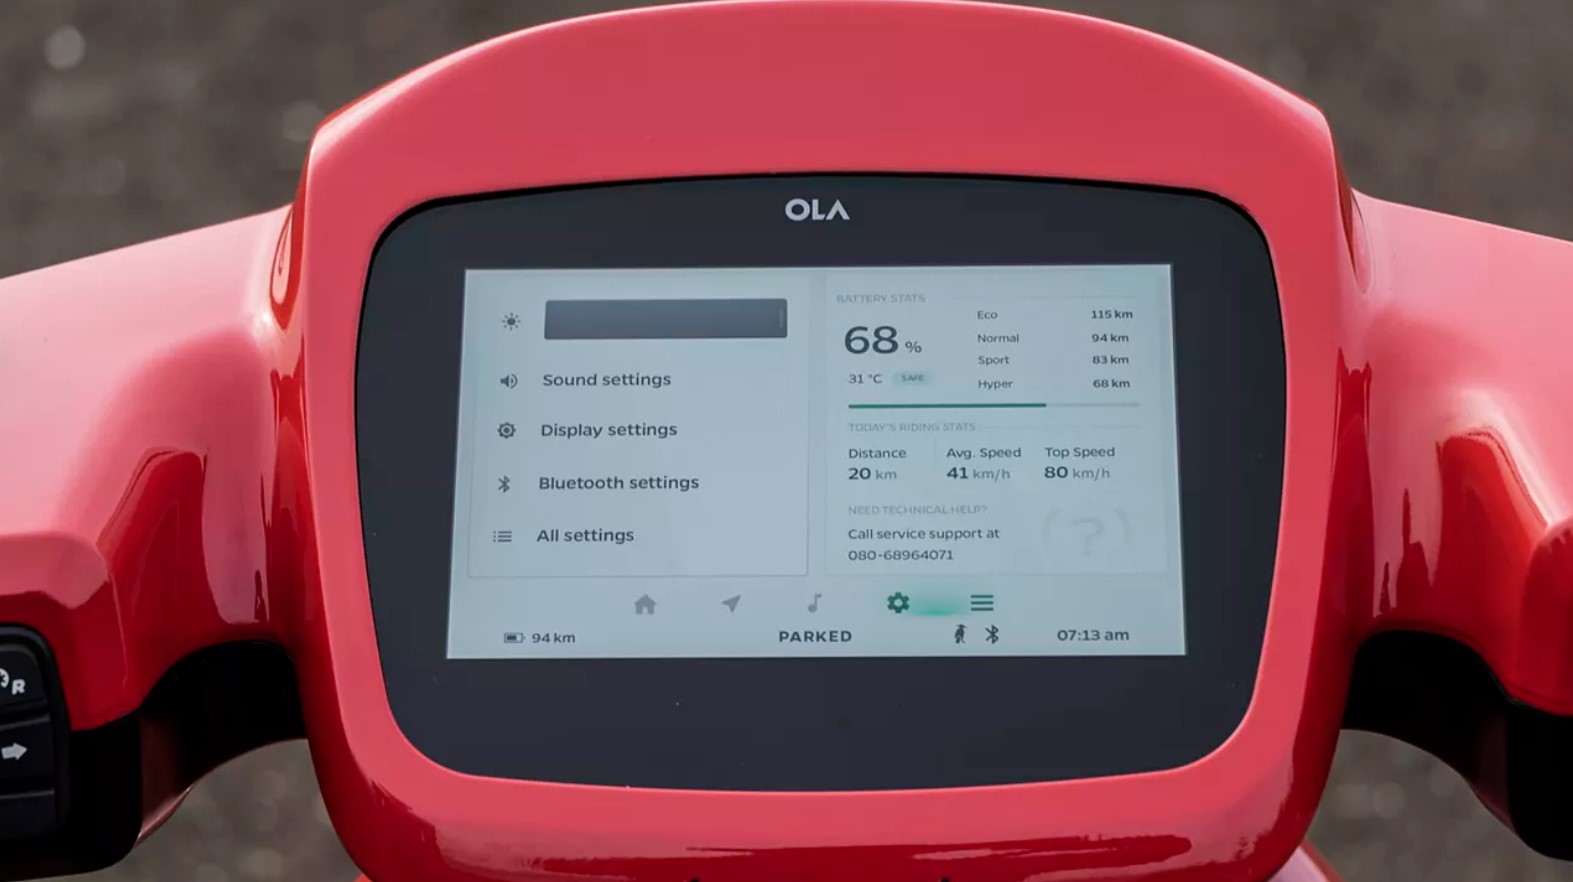 OLA
Sound settings
Display settings
Bluetooth settings
All settings
BATTERY STATS
68 %
31 °C SAFE
Eco 115 km
Normal 94 km
Sport 83 km
Hyper 68 km
TODAY'S RIDING STATS
Distance Avg. Speed Top Speed
20 km 41 km/h 80 km/h
NEED TECHNICAL HELP?
Call service support at
080-68964071
(?)
94 km PARKED 07:13 am
R